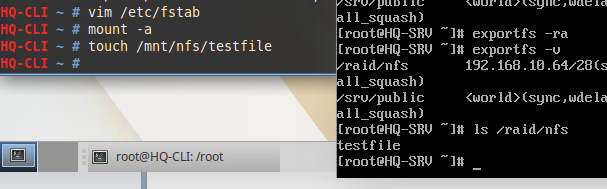 HQ-CLI ~ # vim /etc/fstab
HQ-CLI ~ # mount -a
HQ-CLI ~ # touch /mnt/nfs/testfile
HQ-CLI ~ #
/srv/public <world>(sync,wdela
all_squash)
[root@HQ-SRV ~]# exportfs -ra
[root@HQ-SRV ~]# exportfs -v
/raid/nfs 192.168.10.64/28(s
all_squash)
/srv/public <world>(sync,wdela
all_squash)
[root@HQ-SRV ~]# ls /raid/nfs
testfile
[root@HQ-SRV ~]# _
root@HQ-CLI: /root